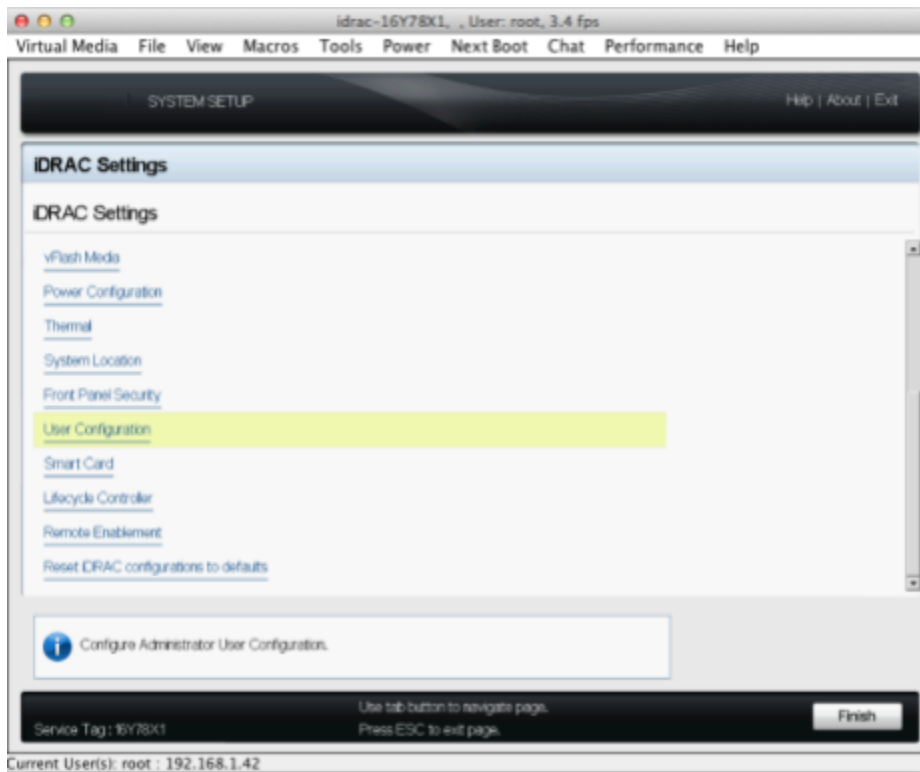 idrac-16Y78X1, , User: root, 3.4 fps
Virtual Media File View Macros Tools Power Next Boot Chat Performance Help
SYSTEM SETUP
Help | About | Exit
iDRAC Settings
iDRAC Settings
vFlash Media
Power Configuration
Thermal
System Location
Front Panel Security
User Configuration
Smart Card
Lifecycle Controller
Remote Enablement
Reset iDRAC configurations to defaults
Configure Administrator User Configuration.
Use tab button to navigate page.
Service Tag : 16Y78X1
Press ESC to exit page.
Finish
Current User(s): root : 192.168.1.42